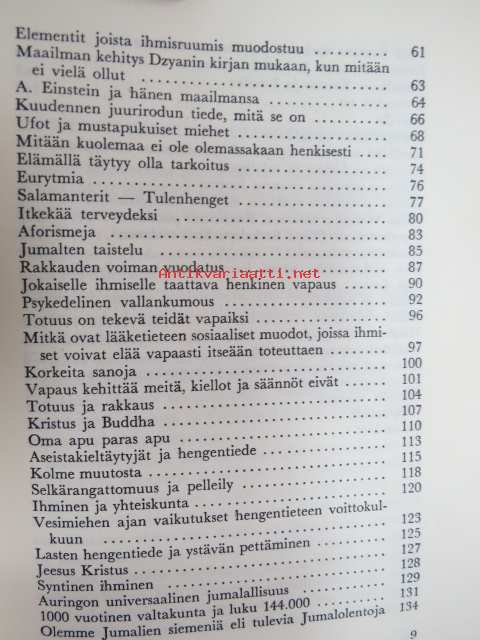 Elementit joista ihmisruumis muodostuu .......... 61
Maailman kehitys Dzyanin kirjan mukaan, kun mitään
ei vielä ollut .......... 63
A. Einstein ja hänen maailmansa .......... 64
Kuudennen juurirodun tiede, mitä se on .......... 66
Ufot ja mustapukuiset miehet .......... 68
Mitään kuolemaa ei ole olemassakaan henkisesti .... 71
Elämällä täytyy olla tarkoitus .......... 74
Eurytmia .......... 76
Salamanterit — Tulenhenget .......... 77
Itkekää terveydeksi .......... 80
Aforismeja .......... 83
Jumalten taistelu .......... 85
Rakkauden voiman vuodatus .......... 87
Antikvariaatti.net
Jokaiselle ihmiselle taattava henkinen vapaus ...... 90
Psykedelinen vallankumous .......... 92
Totuus on tekevä teidät vapaiksi .......... 96
Mitkä ovat lääketieteen sosiaaliset muodot, joissa ihmi-
set voivat elää vapaasti itseään toteuttaen ........ 97
Korkeita sanoja .......... 100
Vapaus kehittää meitä, kiellot ja säännöt eivät ...... 101
Totuus ja rakkaus .......... 104
Kristus ja Buddha .......... 107
Oma apu paras apu .......... 110
Aseistakieltäytyjät ja hengentiede .......... 113
Kolme muutosta .......... 115
Selkärangattomuus ja pelleily .......... 118
Ihminen ja yhteiskunta .......... 120
Vesimiehen ajan vaikutukset hengentieteen voittokul-
kuun .......... 123
Lasten hengentiede ja ystävän pettäminen .......... 125
Jeesus Kristus .......... 127
Syntinen ihminen .......... 128
Auringon universaalinen jumalallisuus .......... 129
1000 vuotinen valtakunta ja luku 144.000 .......... 131
Olemme Jumalien siemeniä eli tulevia Jumalolentoja 134
9